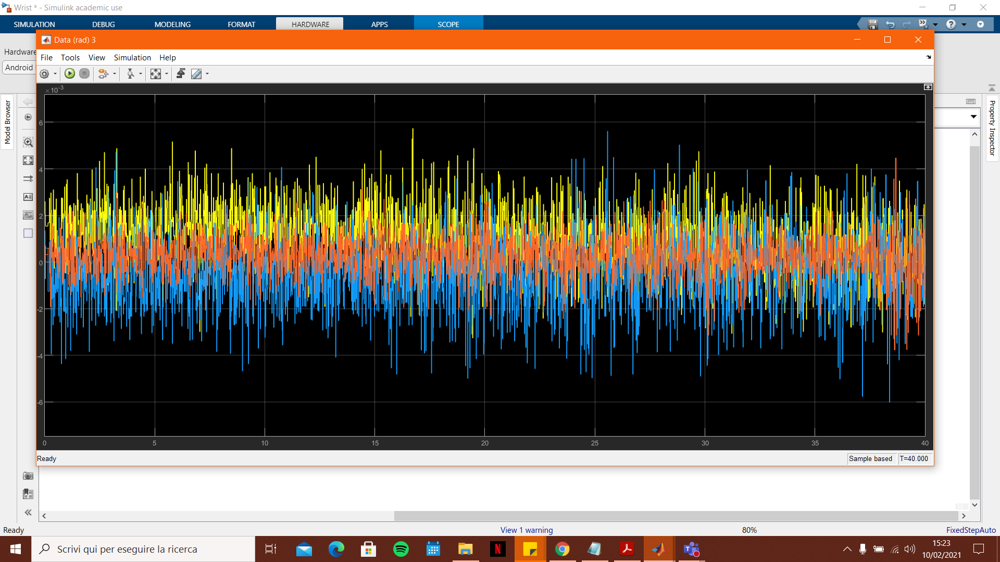 Wrist * - Simulink academic use
SIMULATION DEBUG MODELING FORMAT HARDWARE APPS SCOPE
Data (rad) 3
Hardware
File Tools View Simulation Help
Android
×10-3
Model Browser
Property Inspector
6
4
2
0
-2
-4
-6
0 5 10 15 20 25 30 35 40
Ready Sample based T=40.000
Ready View 1 warning 80% FixedStepAuto
Scrivi qui per eseguire la ricerca
15:23
10/02/2021